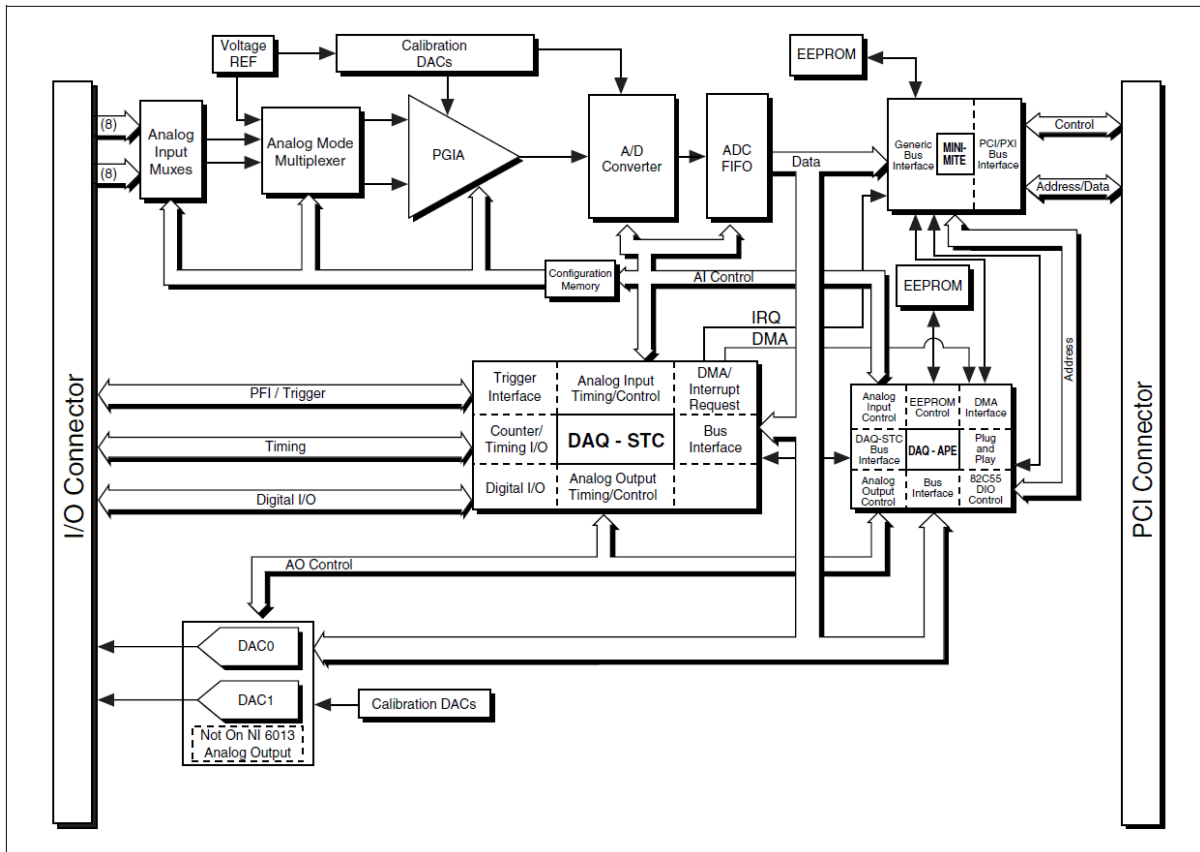 Voltage
REF
Calibration
DACs
EEPROM
(8)
(8)
Analog
Input
Muxes
Analog Mode
Multiplexer
PGIA
A/D
Converter
ADC
FIFO
Data
Generic
Bus
Interface
MINI-
MITE
PCI/PXI
Bus
Interface
Control
Address/Data
Configuration
Memory
AI Control
EEPROM
IRQ
DMA
Address
I/O Connector
PCI Connector
PFI / Trigger
Timing
Digital I/O
Trigger
Interface
Analog Input
Timing/Control
DMA/
Interrupt
Request
Counter/
Timing I/O
DAQ - STC
Bus
Interface
Digital I/O
Analog Output
Timing/Control
Analog
Input
Control
EEPROM
Control
DMA
Interface
DAQ-STC
Bus
Interface
DAQ - APE
Plug
and
Play
Analog
Output
Control
Bus
Interface
82C55
DIO
Control
AO Control
DAC0
DAC1
Not On NI 6013
Analog Output
Calibration DACs